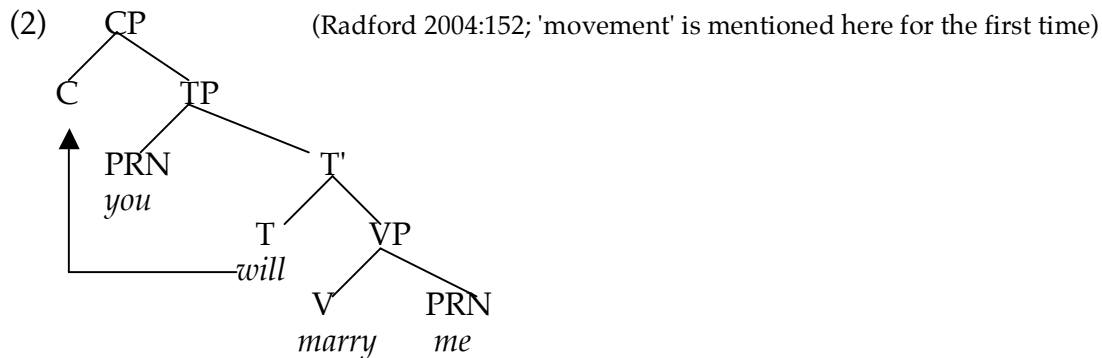 (2) CP (Radford 2004:152; 'movement' is mentioned here for the first time)
C TP
PRN T'
you
T VP
will
V PRN
marry me